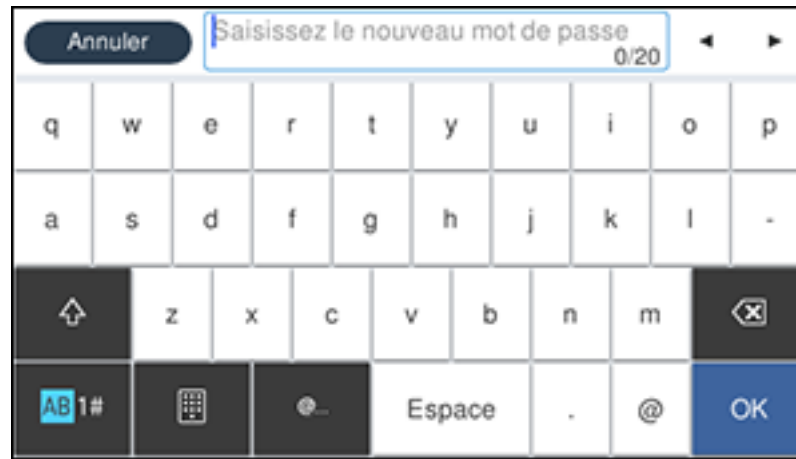 Annuler Saisissez le nouveau mot de passe
0/20
q w e r t y u i o p
a s d f g h j k l -
z x c v b n m
AB 1# @... Espace . @ OK